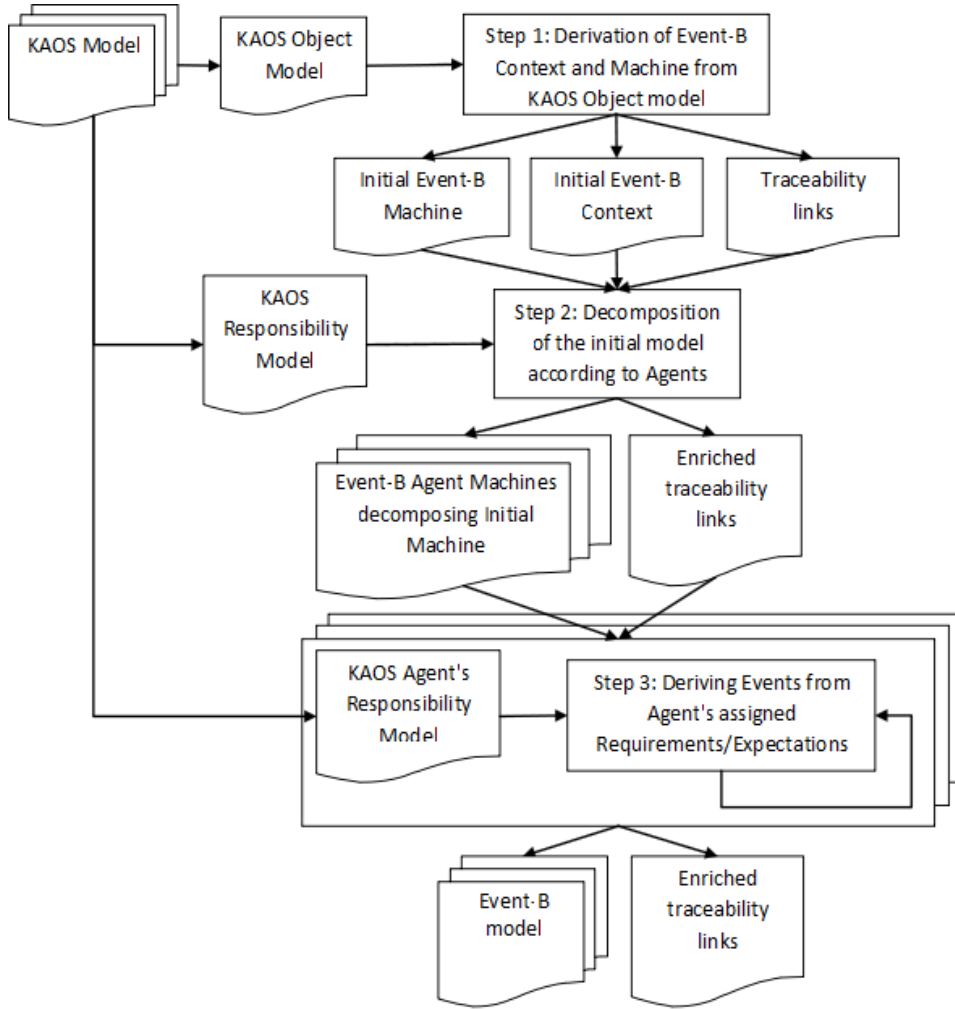 KAOS Model
KAOS Object
Model
Step 1: Derivation of Event-B
Context and Machine from
KAOS Object model
Initial Event-B
Machine
Initial Event-B
Context
Traceability
links
KAOS
Responsibility
Model
Step 2: Decomposition
of the initial model
according to Agents
Event-B Agent Machines
decomposing Initial
Machine
Enriched
traceability
links
KAOS Agent's
Responsibility
Model
Step 3: Deriving Events from
Agent's assigned
Requirements/Expectations
Event-B
model
Enriched
traceability
links